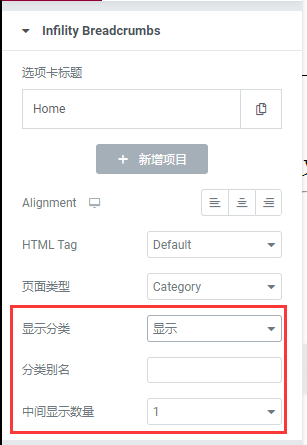 Infility Breadcrumbs
选项卡标题
Home
+ 新增项目
Alignment
HTML Tag Default
页面类型 Category
显示分类 显示
分类别名
中间显示数量 1